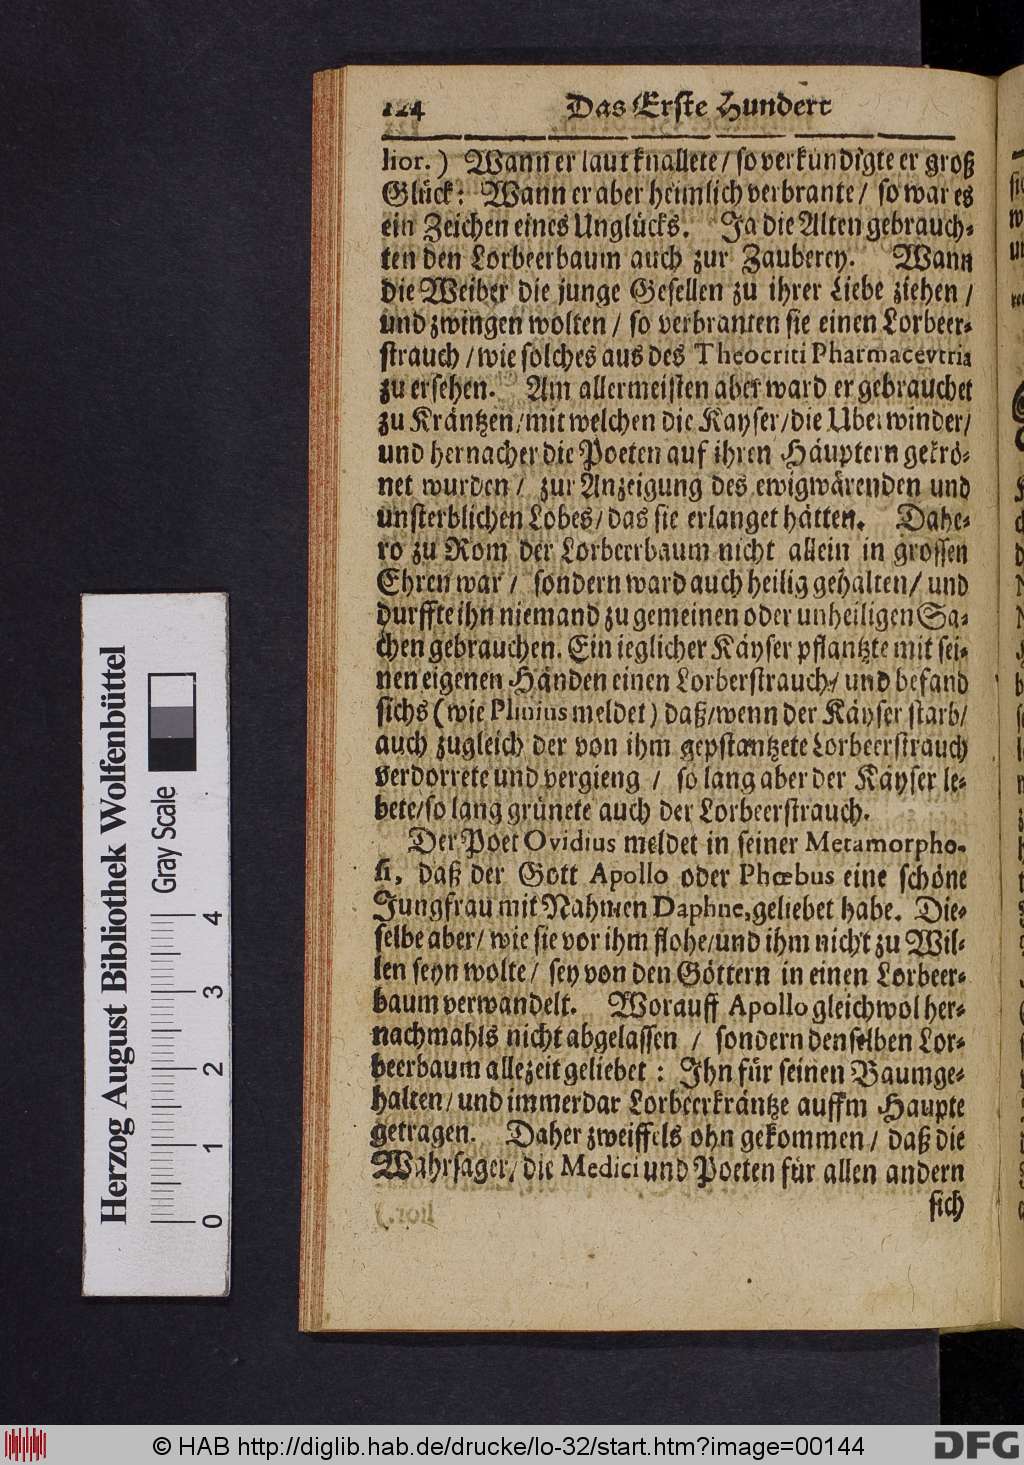 124 Das Erste Hundert
lior.) Wann er laut knallete / so verkündigte er groß
Glück: Wann er aber heimlich verbrante / so war es
ein Zeichen eines Unglücks. Ja die Alten gebrauch-
ten den Lorbeerbaum auch zur Zauberey. Wann
die Weiber die junge Gesellen zu ihrer Liebe ziehen /
und zwingen wolten / so verbranten sie einen Lorbeer-
strauch / wie solches aus des Theocriti Pharmacevtria
zu ersehen. Am allermeisten aber ward er gebrauchet
zu Kräntzen / mit welchen die Kayser / die Uberwinder /
und hernacher die Poeten auf ihren Häuptern gekrö-
net wurden / zur Anzeigung des ewigwärenden und
unsterblichen Lobes / das sie erlanget hätten. Dahe-
ro zu Rom der Lorbeerbaum nicht allein in grossen
Ehren war / sondern ward auch heilig gehalten / und
durffte ihn niemand zu gemeinen oder unheiligen Sa-
chen gebrauchen. Ein ieglicher Käyser pflantzte mit sei-
nen eigenen Händen einen Lorberstrauch / und befand
sichs (wie Plinius meldet) daß / wenn der Käyser starb /
auch zugleich der von ihm gepflantzete Lorbeerstrauch
verdorrete und vergieng / so lang aber der Käyser le-
bete / so lang grünete auch der Lorbeerstrauch.
Der Poet Ovidius meldet in seiner Metamorpho-
si, daß der Gott Apollo oder Phœbus eine schöne
Jungfrau mit Nahmen Daphne, geliebet habe. Die-
selbe aber / wie sie vor ihm flohe / und ihm nicht zu Wil-
len seyn wolte / sey von den Göttern in einen Lorbeer-
baum verwandelt. Worauff Apollo gleichwol her-
nachmahls nicht abgelassen / sondern denselben Lor-
beerbaum allezeit geliebet: Ihn für seinen Baum ge-
halten / und immerdar Lorbeerkräntze auffm Haupte
getragen. Daher zweiffels ohn gekommen / daß die
Wahrsager / die Medici und Poeten für allen andern
sich
Herzog August Bibliothek Wolfenbüttel
Gray Scale
0 1 2 3 4
© HAB http://diglib.hab.de/drucke/lo-32/start.htm?image=00144
DFG